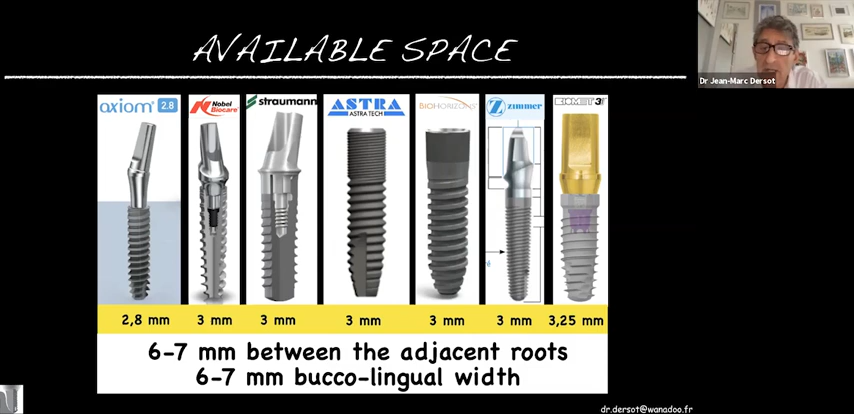 AVAILABLE SPACE
Dr Jean-Marc Dersot
axiom® 2.8
Nobel Biocare
straumann
ASTRA
ASTRA TECH
BIOHORIZONS
zimmer
BIOMET 3i
2,8 mm 3 mm 3 mm 3 mm 3 mm 3 mm 3,25 mm
6-7 mm between the adjacent roots
6-7 mm bucco-lingual width
dr.dersot@wanadoo.fr